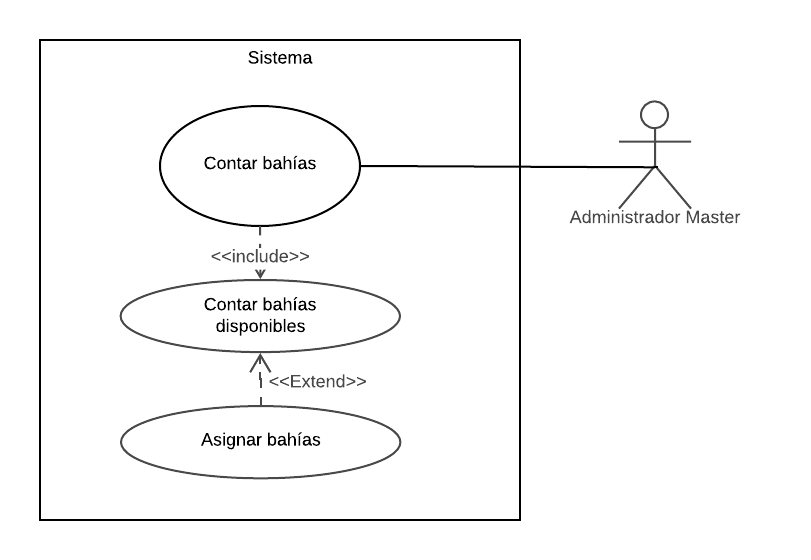 Sistema
Contar bahías
Administrador Master
<<include>>
Contar bahías
disponibles
<<Extend>>
Asignar bahías